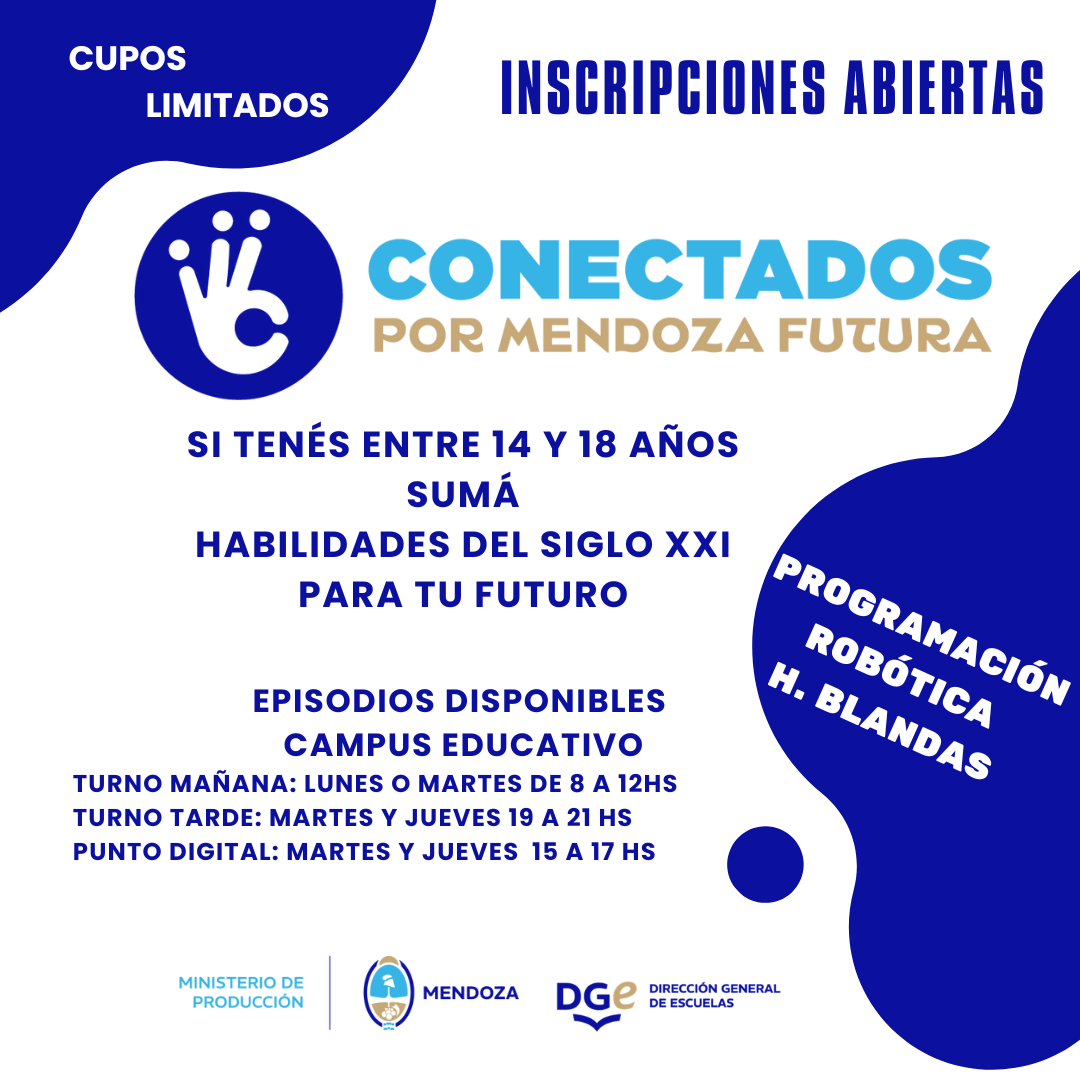 CUPOS
LIMITADOS
INSCRIPCIONES ABIERTAS
CONECTADOS
POR MENDOZA FUTURA
SI TENÉS ENTRE 14 Y 18 AÑOS
SUMÁ
HABILIDADES DEL SIGLO XXI
PARA TU FUTURO
PROGRAMACIÓN
ROBÓTICA
H. BLANDAS
EPISODIOS DISPONIBLES
CAMPUS EDUCATIVO
TURNO MAÑANA: LUNES O MARTES DE 8 A 12HS
TURNO TARDE: MARTES Y JUEVES 19 A 21 HS
PUNTO DIGITAL: MARTES Y JUEVES 15 A 17 HS
MINISTERIO DE
PRODUCCIÓN
MENDOZA
DGe
DIRECCIÓN GENERAL
DE ESCUELAS